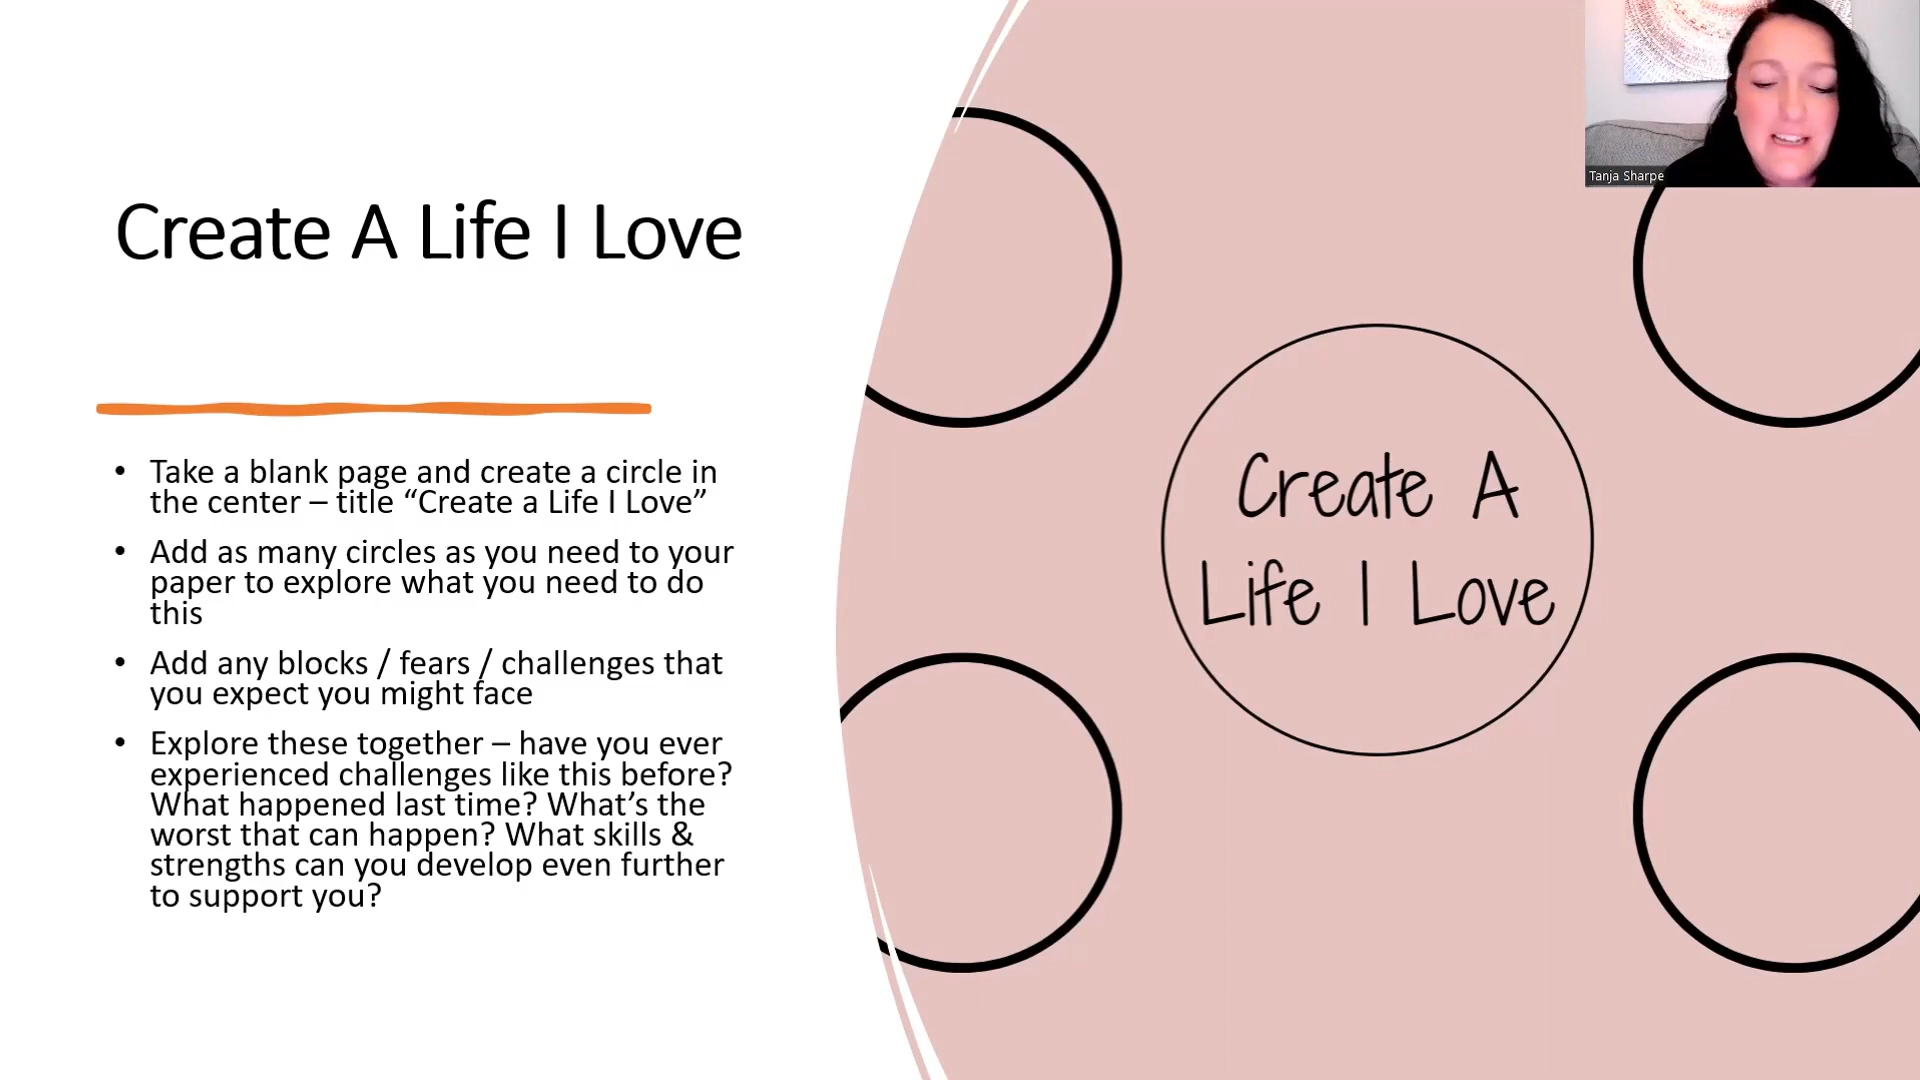 Create A Life I Love
• Take a blank page and create a circle in
the center – title “Create a Life I Love”
• Add as many circles as you need to your
paper to explore what you need to do
this
• Add any blocks / fears / challenges that
you expect you might face
• Explore these together – have you ever
experienced challenges like this before?
What happened last time? What’s the
worst that can happen? What skills &
strengths can you develop even further
to support you?
Create A
Life I Love
Tanja Sharpe